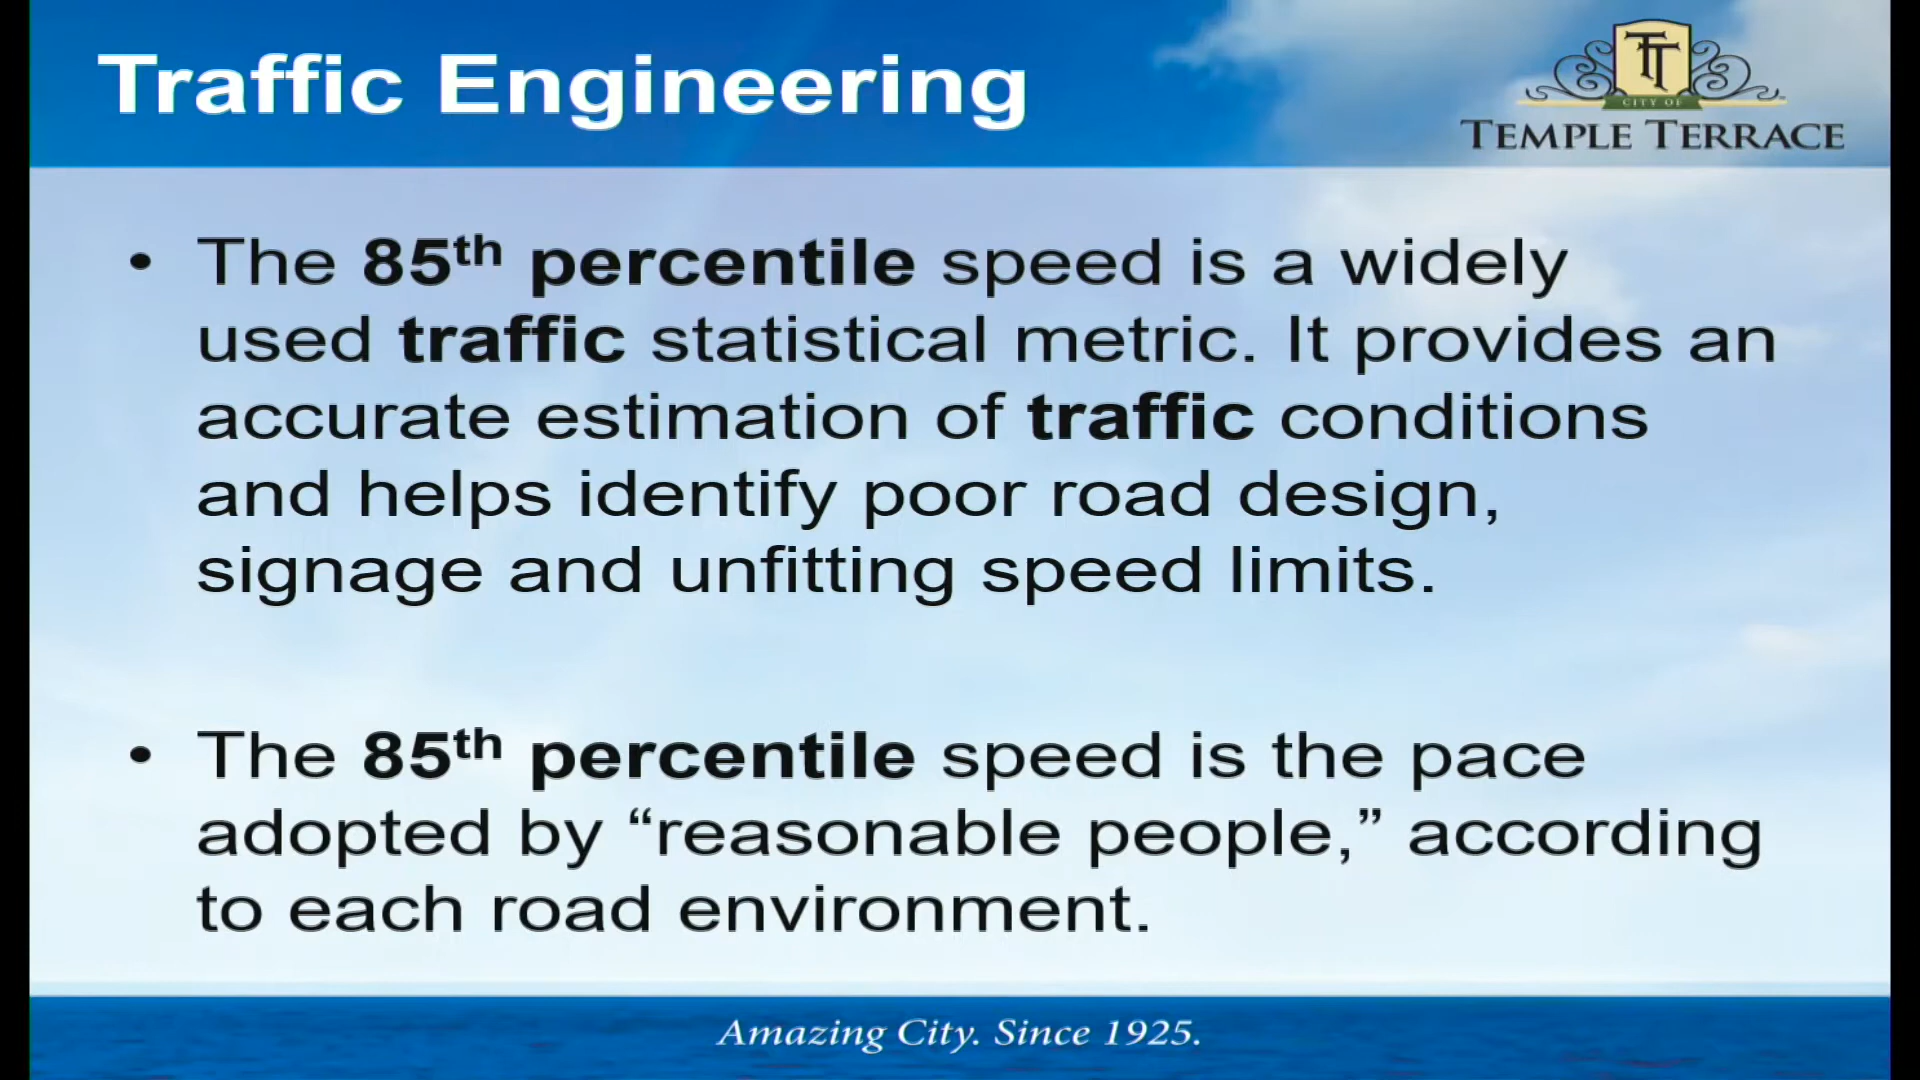 Traffic Engineering
TT
CITY OF
TEMPLE TERRACE
• The 85th percentile speed is a widely
used traffic statistical metric. It provides an
accurate estimation of traffic conditions
and helps identify poor road design,
signage and unfitting speed limits.
• The 85th percentile speed is the pace
adopted by “reasonable people,” according
to each road environment.
Amazing City. Since 1925.